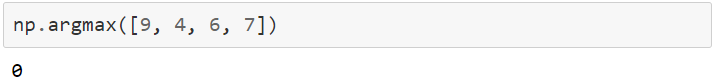 np.argmax([9, 4, 6, 7])
0